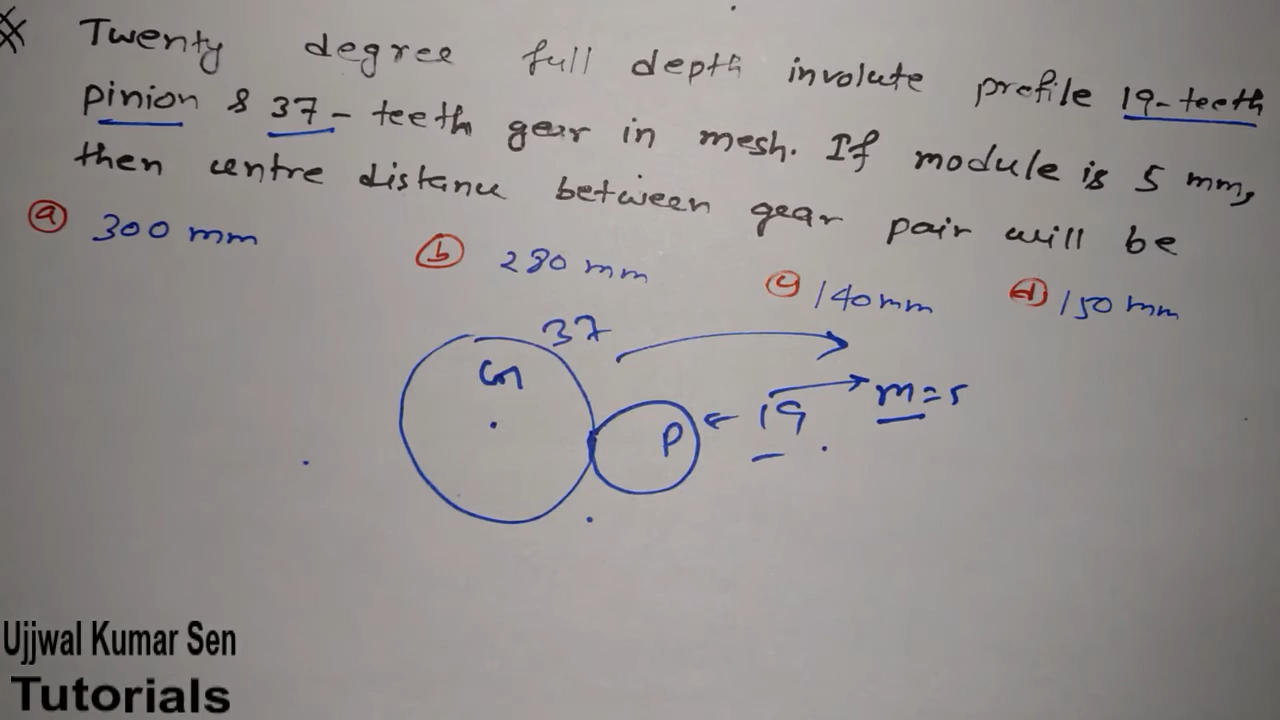 Twenty degree full depth involute profile 19-teeth
pinion & 37-teeth gear in mesh. If module is 5 mm,
then centre distance between gear pair will be
(a) 300 mm
(b) 280 mm
(c) 140mm
(d) 150 mm
37
G
P
19
m=5
Ujjwal Kumar Sen
Tutorials